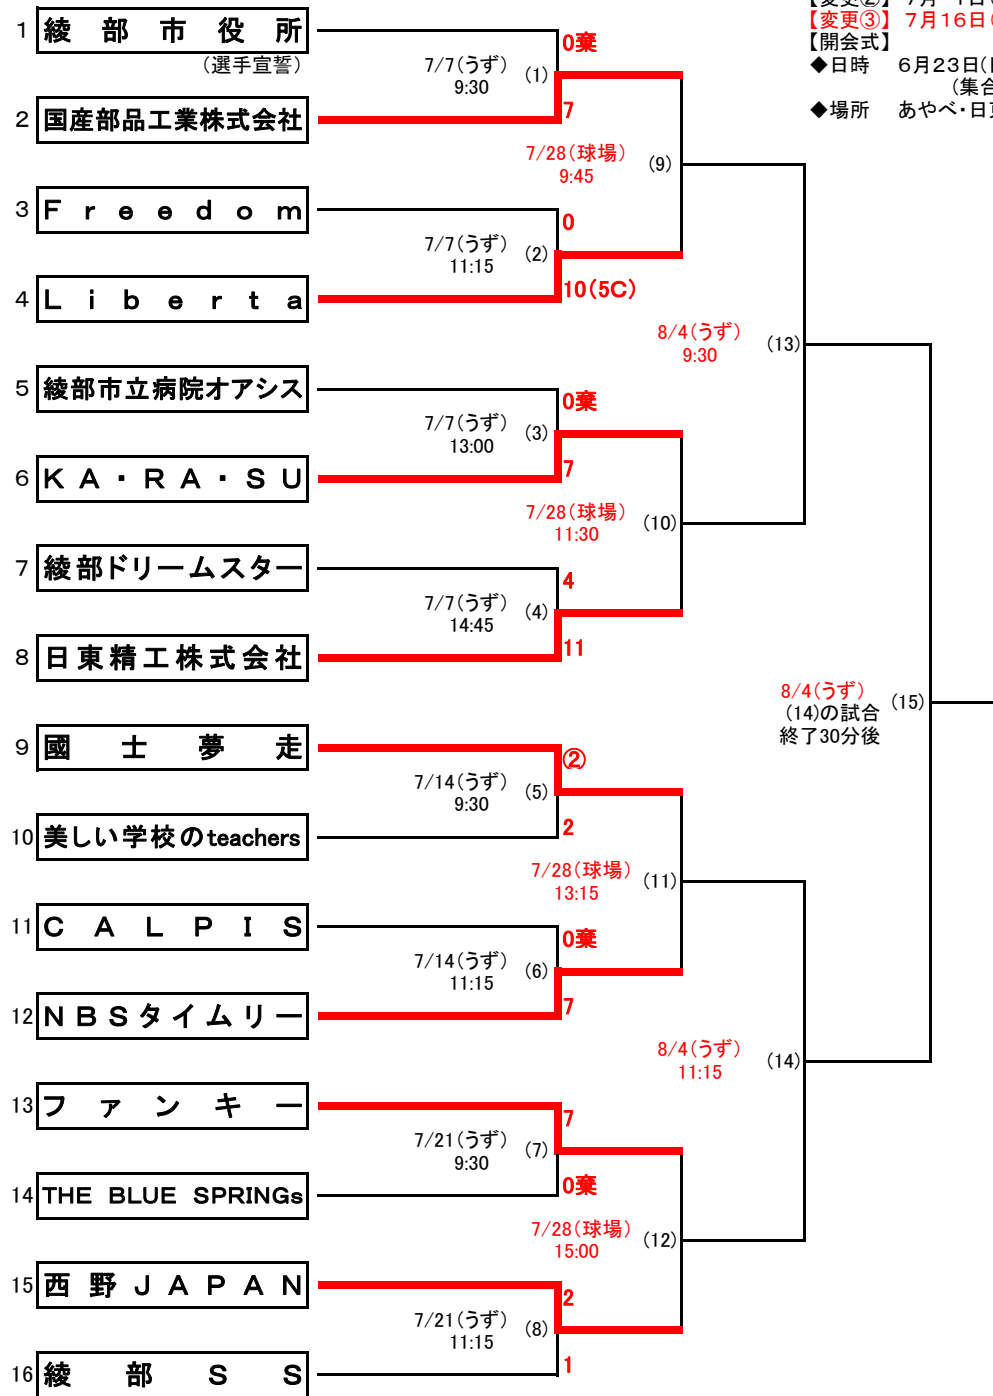 【変更②】 7月
【変更③】 7月16日
【開会式】
◆日時 6月23日
(集合
◆場所 あやべ・日東
1 綾部市役所
(選手宣誓)
7/7(うず)
9:30
(1)
0棄
7
2 国産部品工業株式会社
7/28(球場)
9:45
(9)
3 Freedom
7/7(うず)
11:15
(2)
0
10(5C)
4 Liberta
8/4(うず)
9:30
(13)
5 綾部市立病院オアシス
7/7(うず)
13:00
(3)
0棄
7
6 KA・RA・SU
7/28(球場)
11:30
(10)
7 綾部ドリームスター
7/7(うず)
14:45
(4)
4
11
8 日東精工株式会社
8/4(うず)
(14)の試合
終了30分後
(15)
9 國士夢走
7/14(うず)
9:30
(5)
②
2
10 美しい学校のteachers
7/28(球場)
13:15
(11)
11 CALPIS
7/14(うず)
11:15
(6)
0棄
7
12 NBSタイムリー
8/4(うず)
11:15
(14)
13 ファンキー
7/21(うず)
9:30
(7)
7
0棄
14 THE BLUE SPRINGs
7/28(球場)
15:00
(12)
15 西野JAPAN
7/21(うず)
11:15
(8)
2
1
16 綾部SS